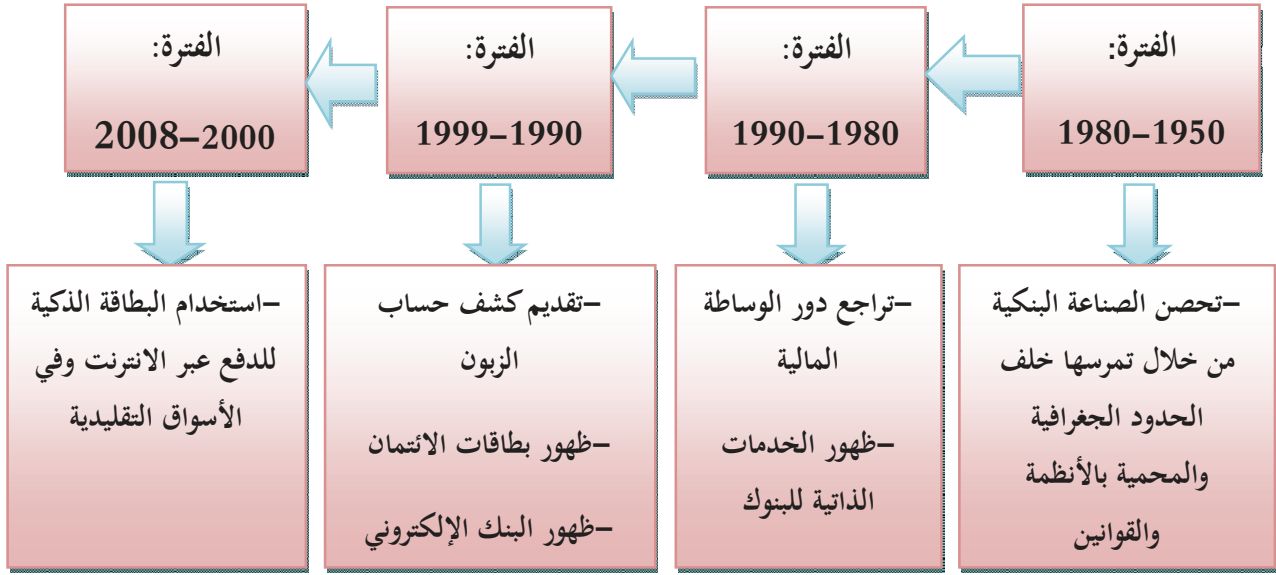 الفترة:
1950–1980
الفترة:
1980–1990
الفترة:
1990–1999
الفترة:
2000–2008
–تحصن الصناعة البنكية
من خلال تمرسها خلف
الحدود الجغرافية
والمحمية بالأنظمة
والقوانين
–تراجع دور الوساطة
المالية
–ظهور الخدمات
الذاتية للبنوك
–تقديم كشف حساب
الزبون
–ظهور بطاقات الائتمان
–ظهور البنك الإلكتروني
–استخدام البطاقة الذكية
للدفع عبر الانترنت وفي
الأسواق التقليدية